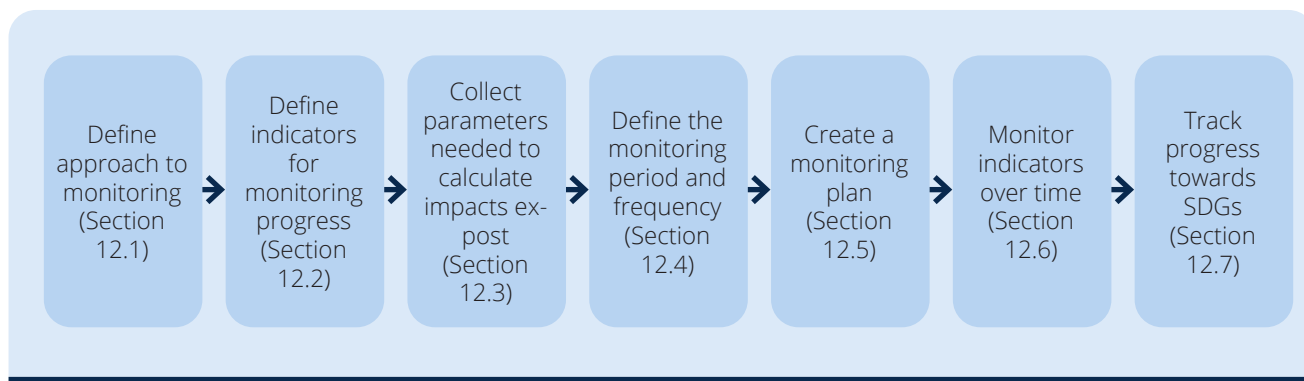 Define
approach to
monitoring
(Section
12.1)
Define
indicators
for
monitoring
progress
(Section
12.2)
Collect
parameters
needed to
calculate
impacts ex-
post
(Section
12.3)
Define the
monitoring
period and
frequency
(Section
12.4)
Create a
monitoring
plan
(Section
12.5)
Monitor
indicators
over time
(Section
12.6)
Track
progress
towards
SDGs
(Section
12.7)